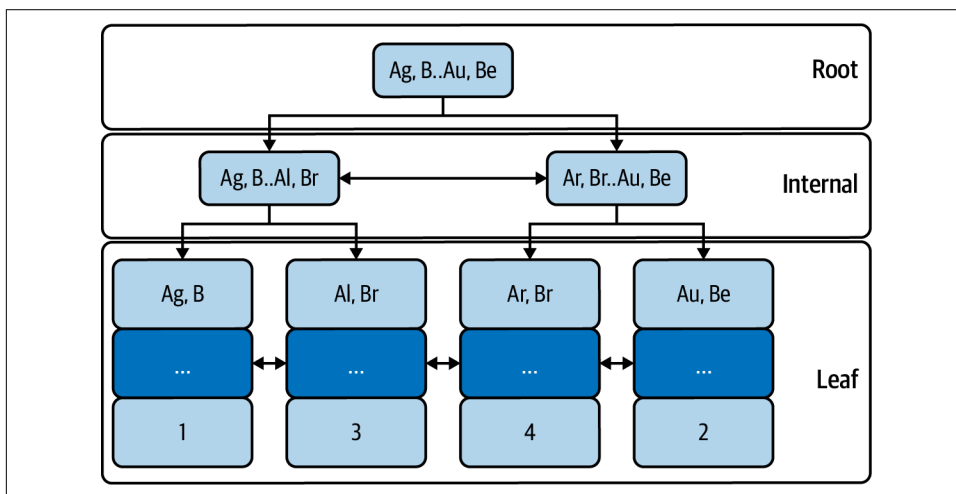 Ag, B..Au, Be
Root
Ag, B..Al, Br
Ar, Br..Au, Be
Internal
Ag, B
Al, Br
Ar, Br
Au, Be
...
...
...
...
Leaf
1
3
4
2